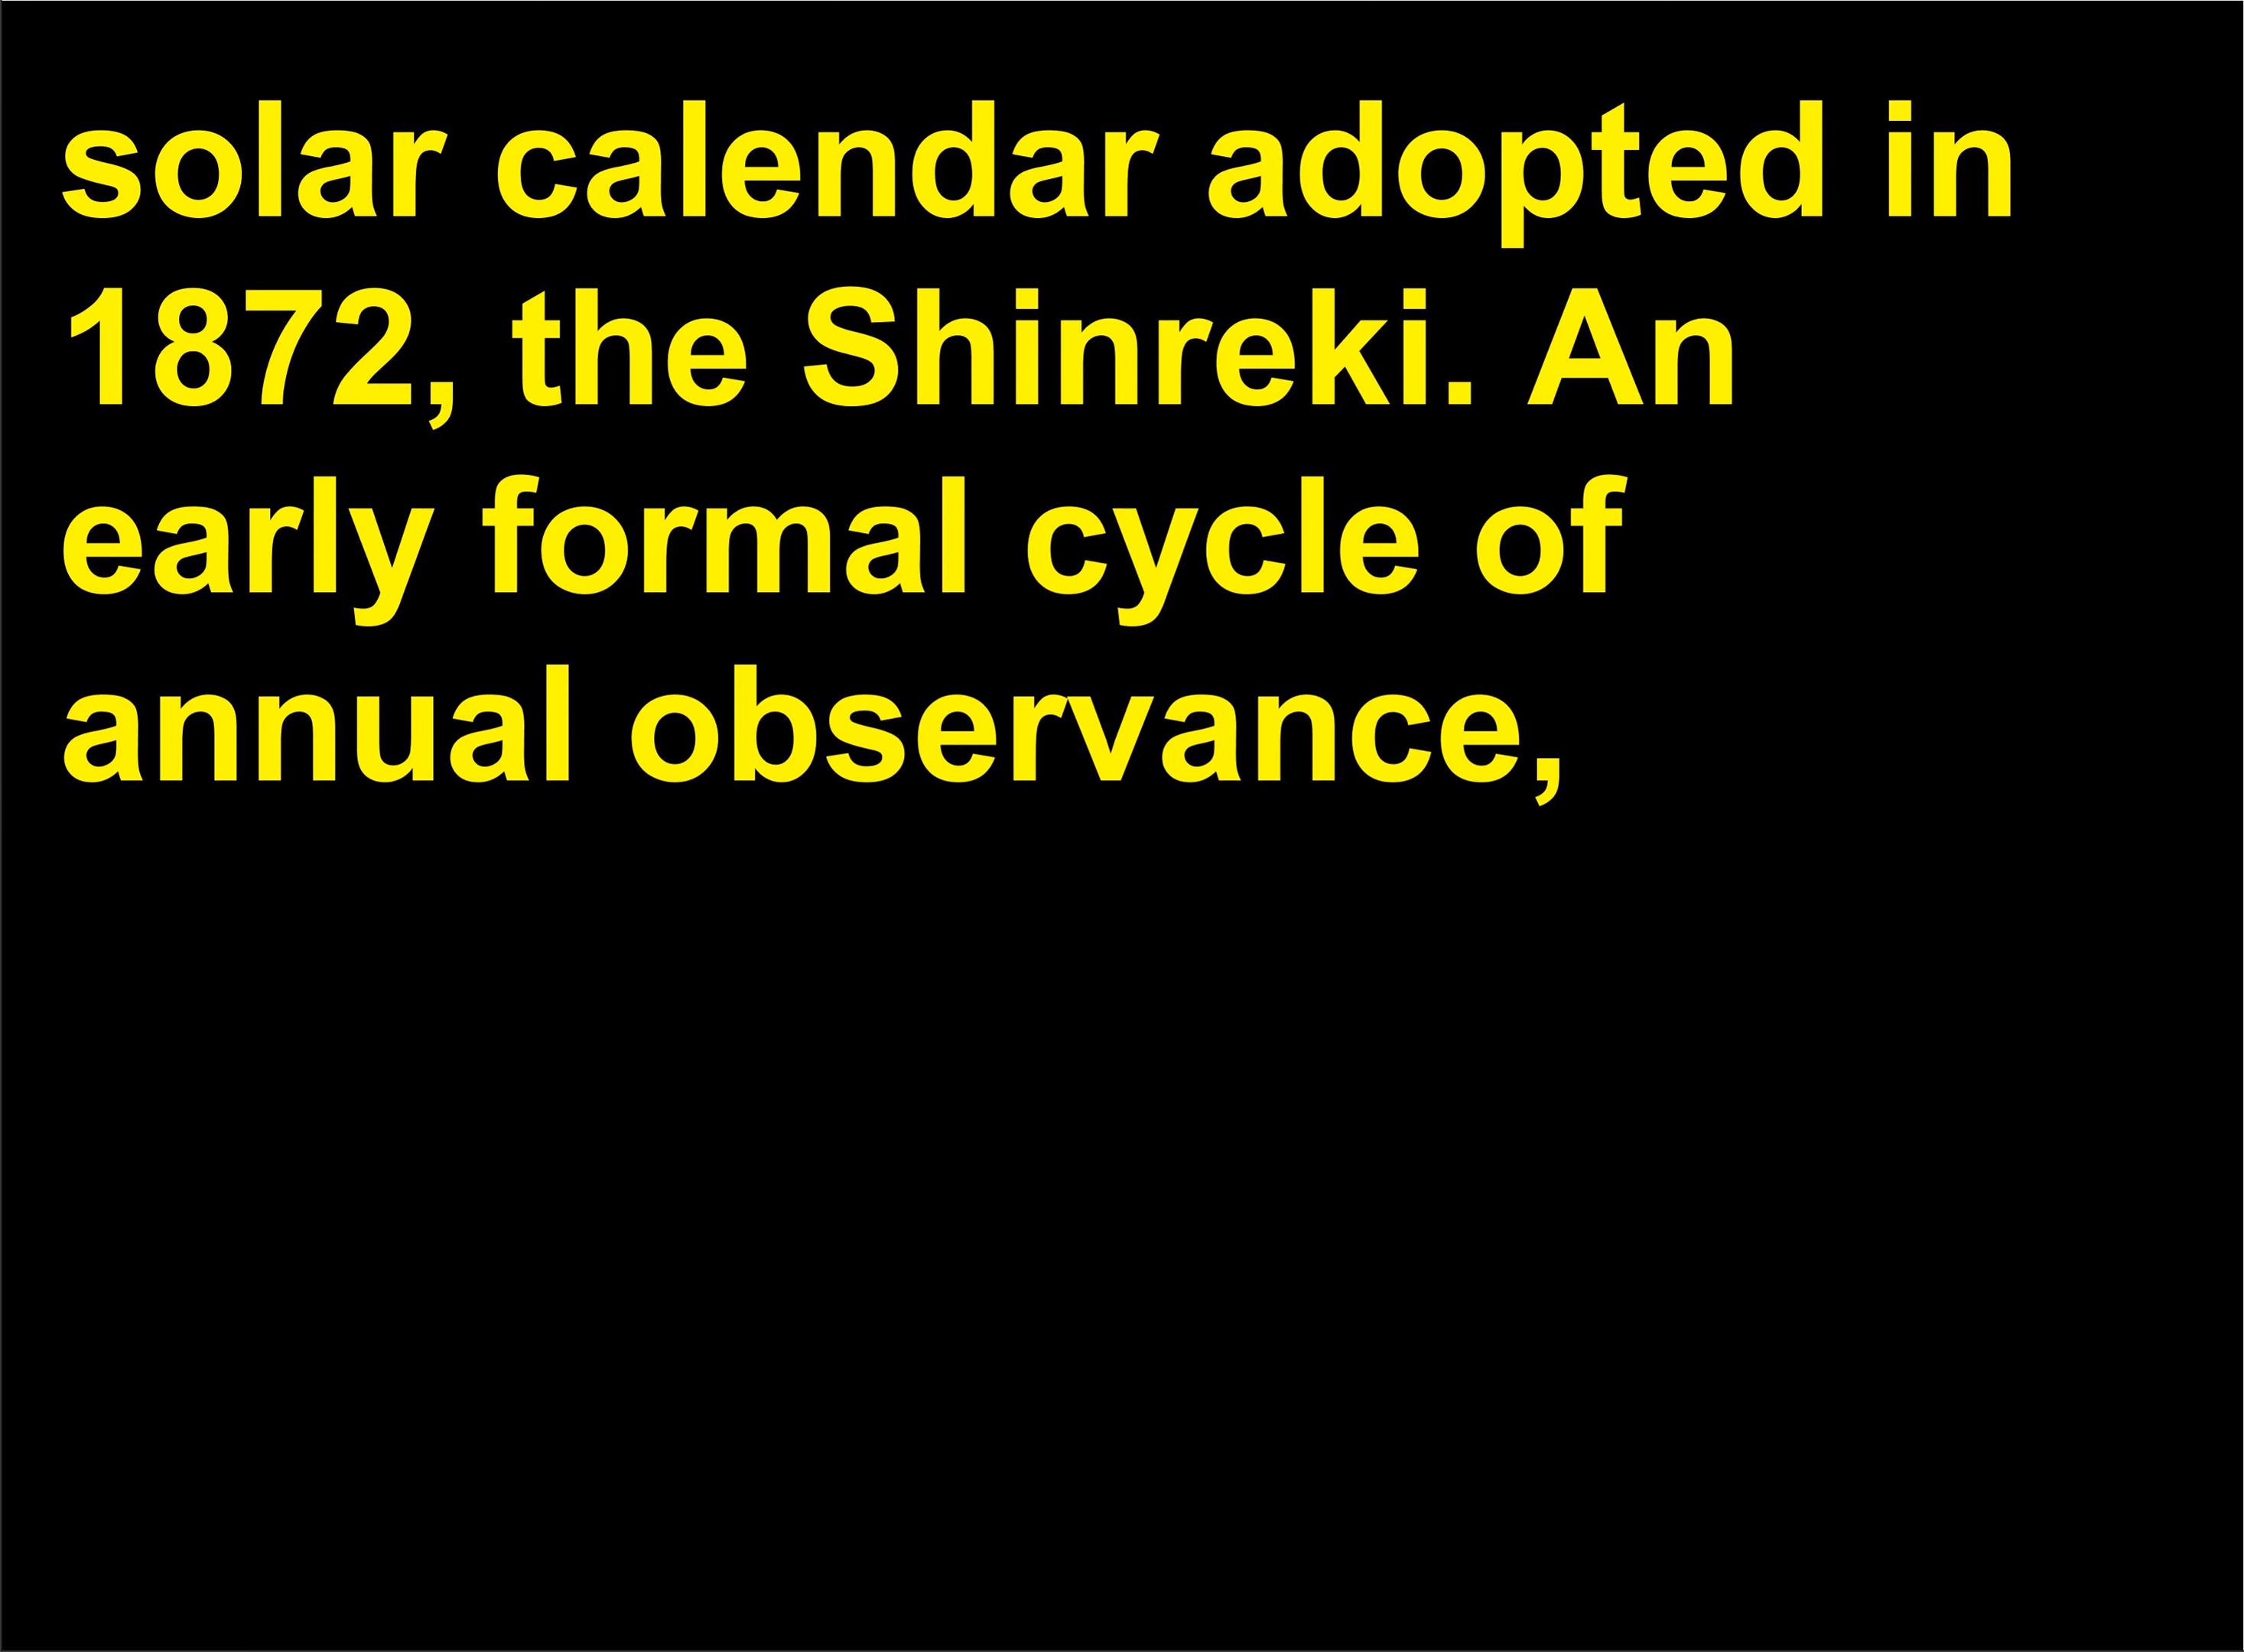 solar calendar adopted in
1872, the Shinreki. An
early formal cycle of
annual observance,